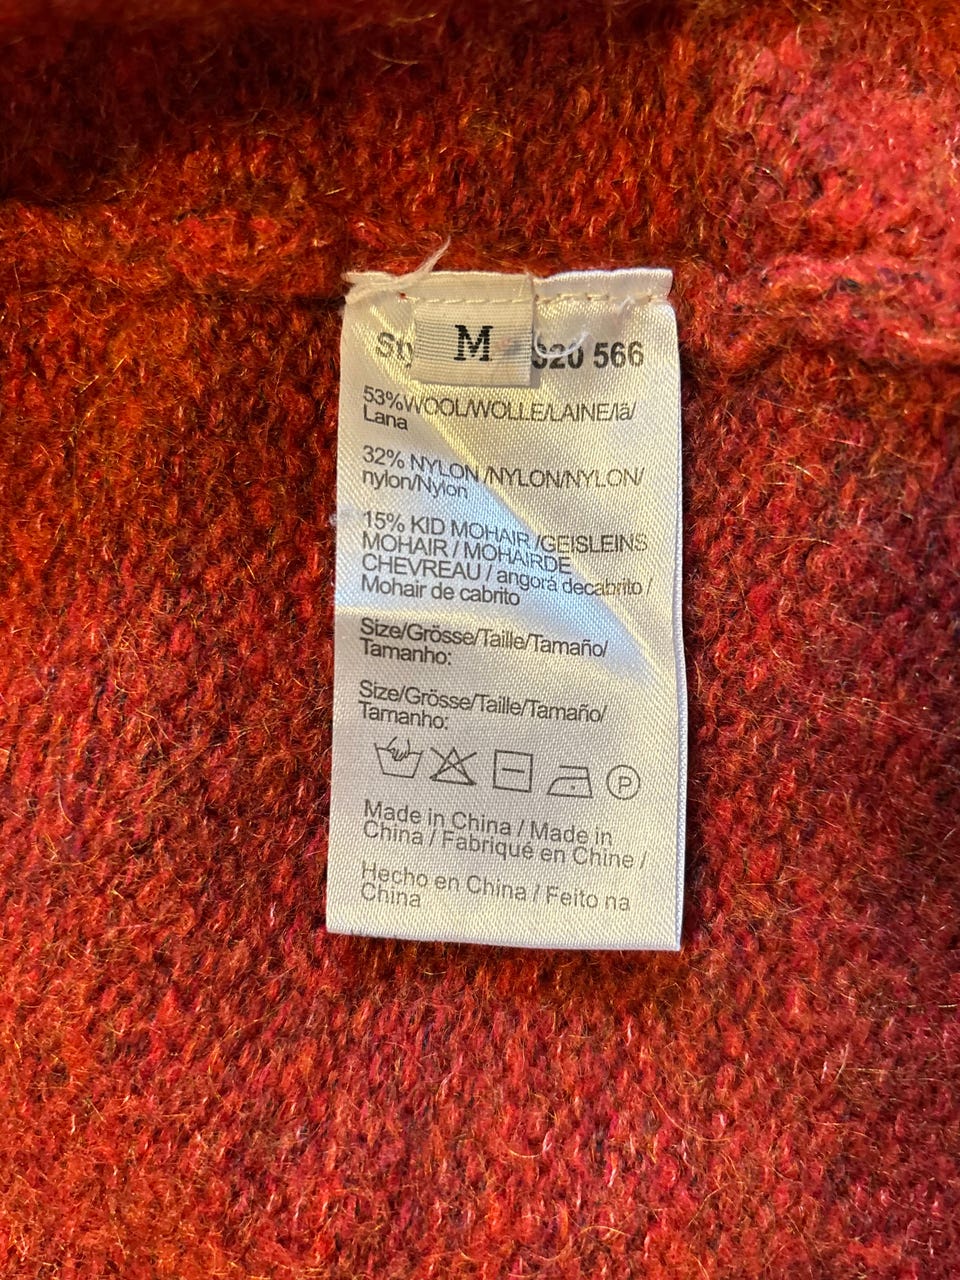 M
566
53%WOOL/WOLLE/LAINE/lã/
Lana
32% NYLON /NYLON/NYLON/
nylon/Nylon
15% KID MOHAIR /GEISLEINS
MOHAIR / MOHAIRDE
CHEVREAU / angorá decabrito /
Mohair de cabrito
Size/Grösse/Taille/Tamaño/
Tamanho:
Size/Grösse/Taille/Tamaño/
Tamanho:
P
Made in China / Made in
China / Fabriqué en Chine /
Hecho en China / Feito na
China